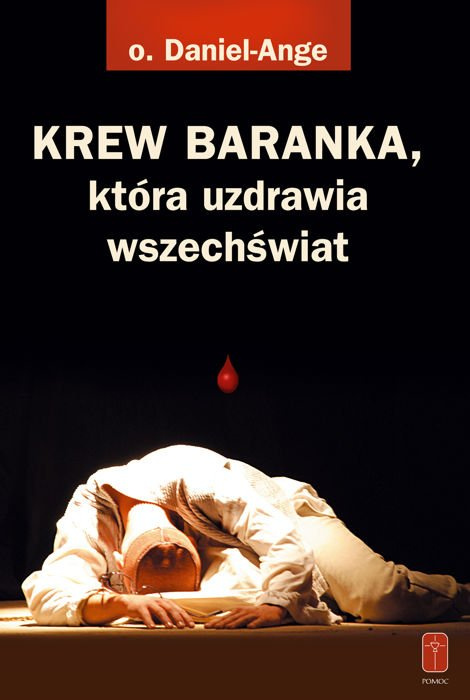 o. Daniel-Ange
KREW BARANKA,
która uzdrawia
wszechświat
POMOC